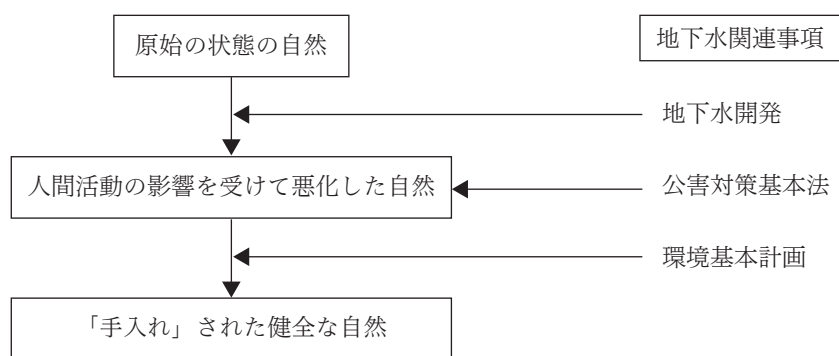 原始の状態の自然
地下水関連事項
地下水開発
人間活動の影響を受けて悪化した自然
公害対策基本法
環境基本計画
「手入れ」された健全な自然